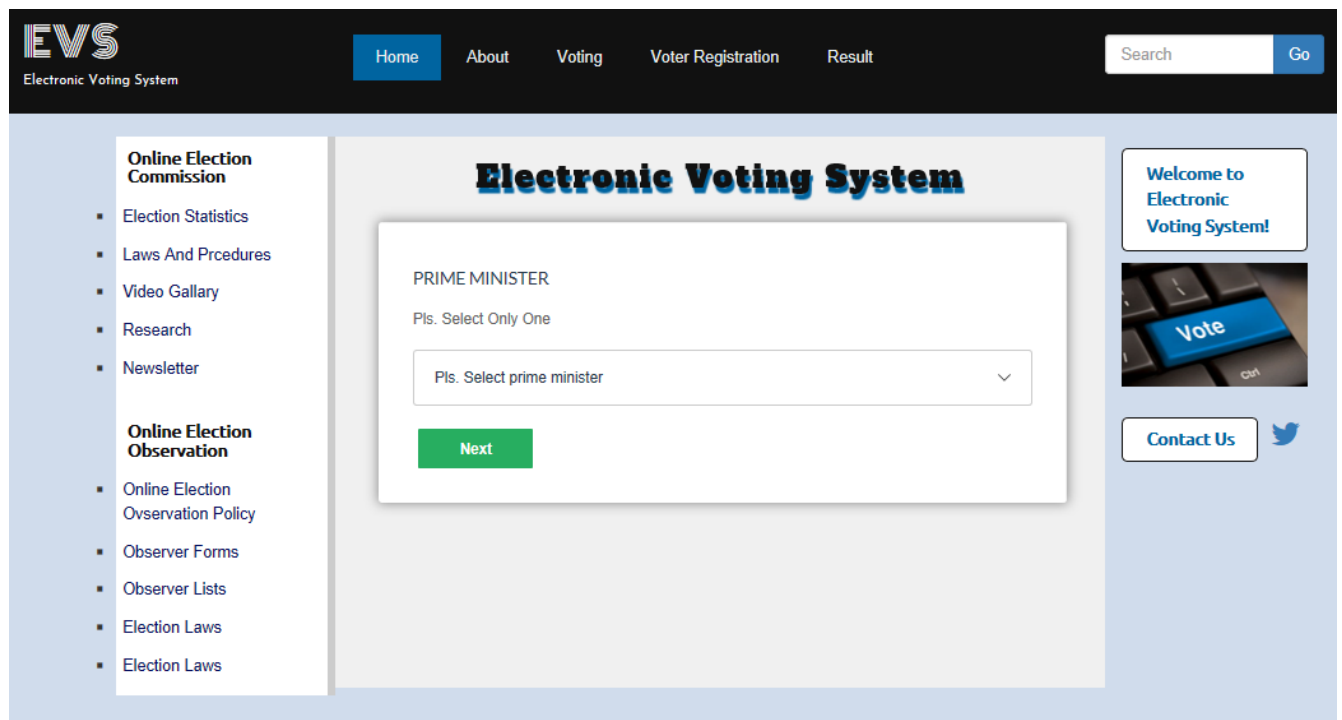 EVS
Electronic Voting System
Home
About
Voting
Voter Registration
Result
Search
Go
Online Election
Commission
Election Statistics
Laws And Prcedures
Video Gallary
Research
Newsletter
Online Election
Observation
Online Election
Ovservation Policy
Observer Forms
Observer Lists
Election Laws
Election Laws
Electronic Voting System
PRIME MINISTER
Pls. Select Only One
Pls. Select prime minister
Next
Welcome to
Electronic
Voting System!
Vote
Ctrl
Contact Us